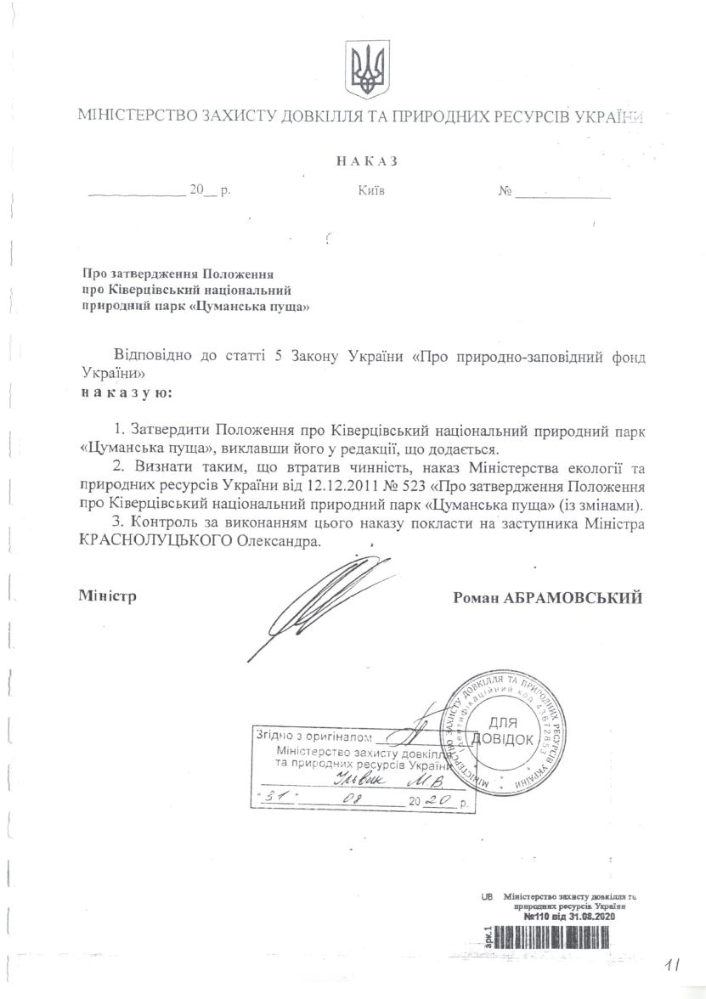 МІНІСТЕРСТВО ЗАХИСТУ ДОВКІЛЛЯ ТА ПРИРОДНИХ РЕСУРСІВ УКРАЇНИ
НАКАЗ
______________ 20__ р. Київ № ______________
Про затвердження Положення
про Ківерцівський національний
природний парк «Цуманська пуща»
Відповідно до статті 5 Закону України «Про природно-заповідний фонд
України»
н а к а з у ю:
1. Затвердити Положення про Ківерцівський національний природний парк
«Цуманська пуща», виклавши його у редакції, що додається.
2. Визнати таким, що втратив чинність, наказ Міністерства екології та
природних ресурсів України від 12.12.2011 № 523 «Про затвердження Положення
про Ківерцівський національний природний парк «Цуманська пуща» (із змінами).
3. Контроль за виконанням цього наказу покласти на заступника Міністра
КРАСНОЛУЦЬКОГО Олександра.
Міністр Роман АБРАМОВСЬКИЙ
МІНІСТЕРСТВО ЗАХИСТУ ДОВКІЛЛЯ ТА ПРИРОДНИХ РЕСУРСІВ УКРАЇНИ
Ідентифікаційний код 43672853
ДЛЯ
ДОВІДОК
Згідно з оригіналом
Міністерство захисту довкілля
та природних ресурсів України
М.В.
"31" 08 2020 р.
UB Міністерство захисту довкілля та
природних ресурсів України
№110 від 31.08.2020
арк.1
11